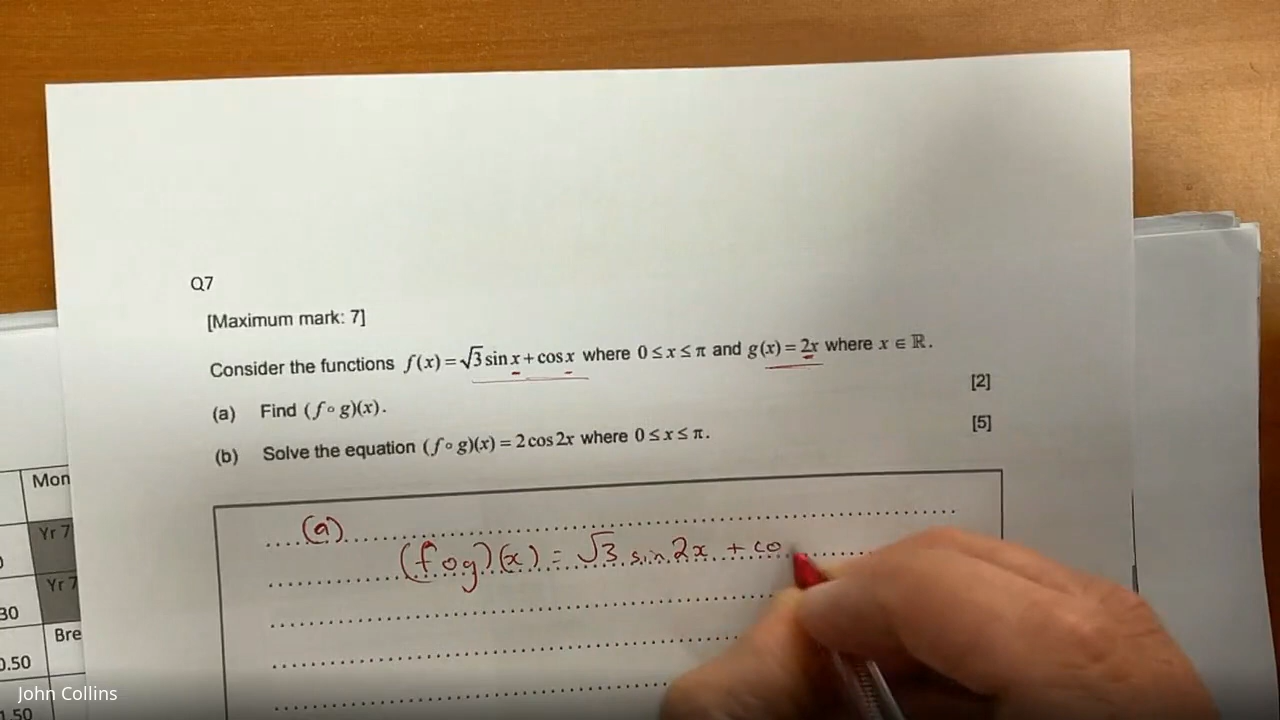 Q7
[Maximum mark: 7]
Consider the functions f(x) = √3 sin x + cos x where 0 ≤ x ≤ π and g(x) = 2x where x ∈ ℝ.
(a) Find (f ∘ g)(x). [2]
(b) Solve the equation (f ∘ g)(x) = 2 cos 2x where 0 ≤ x ≤ π. [5]
(a)
(f∘g)(x) = √3 sin 2x + co
Mon
Yr 7
Yr 7
30
Bre
0.50
1.50
John Collins